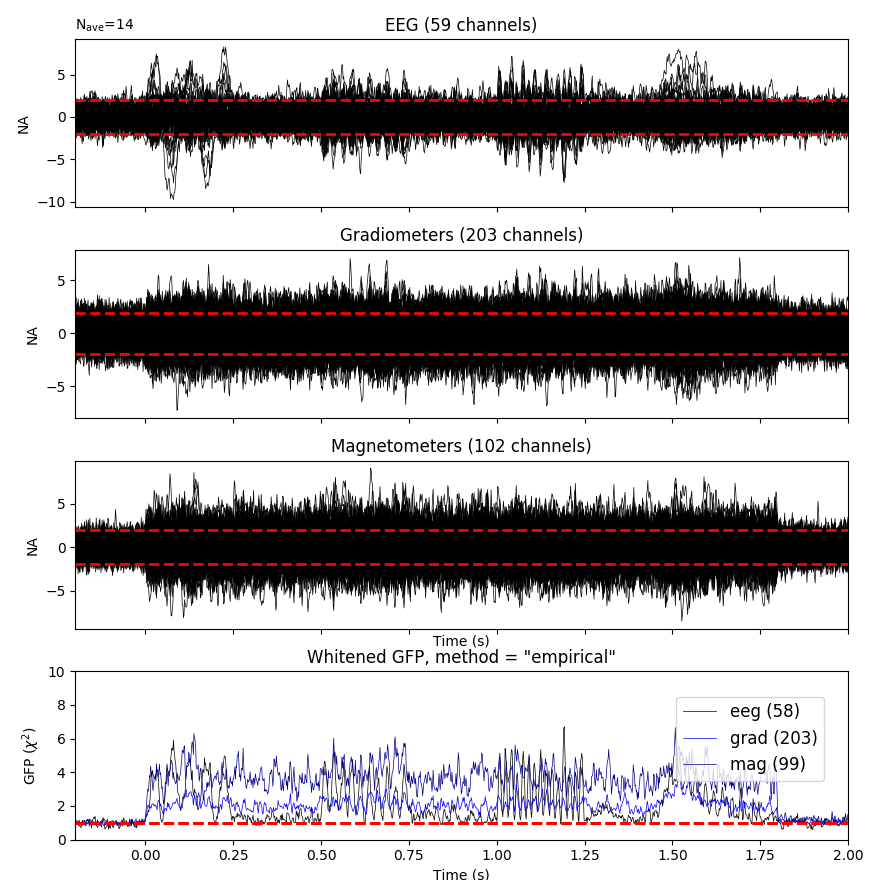 Nave=14
EEG (59 channels)
5
0
−5
−10
NA
Gradiometers (203 channels)
5
0
−5
NA
Magnetometers (102 channels)
5
0
−5
NA
Time (s)
Whitened GFP, method = "empirical"
10
8
6
4
2
0
GFP (χ²)
eeg (58)
grad (203)
mag (99)
0.00 0.25 0.50 0.75 1.00 1.25 1.50 1.75 2.00
Time (s)